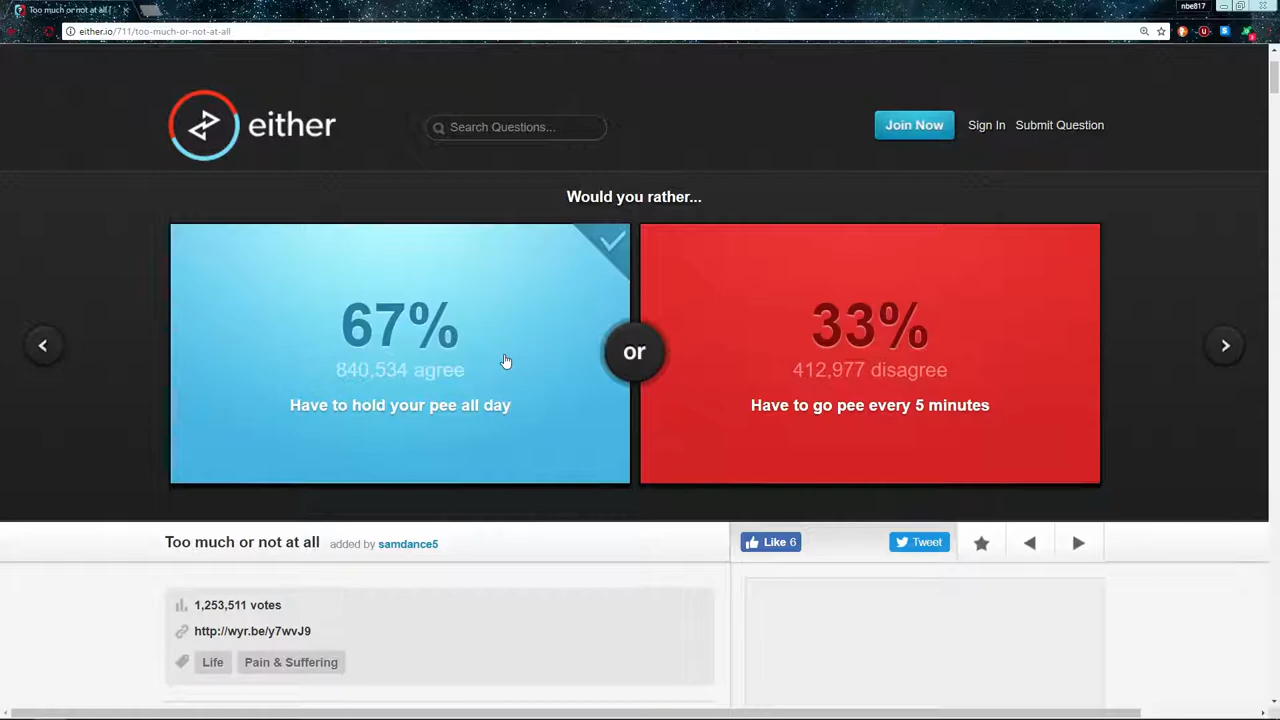 Too much or not at all |
nbe817
either.io/711/too-much-or-not-at-all
either
Search Questions...
Join Now
Sign In
Submit Question
Would you rather...
67%
840,534 agree
Have to hold your pee all day
or
33%
412,977 disagree
Have to go pee every 5 minutes
Too much or not at all
added by samdance5
Like 6
Tweet
1,253,511 votes
http://wyr.be/y7wvJ9
Life
Pain & Suffering